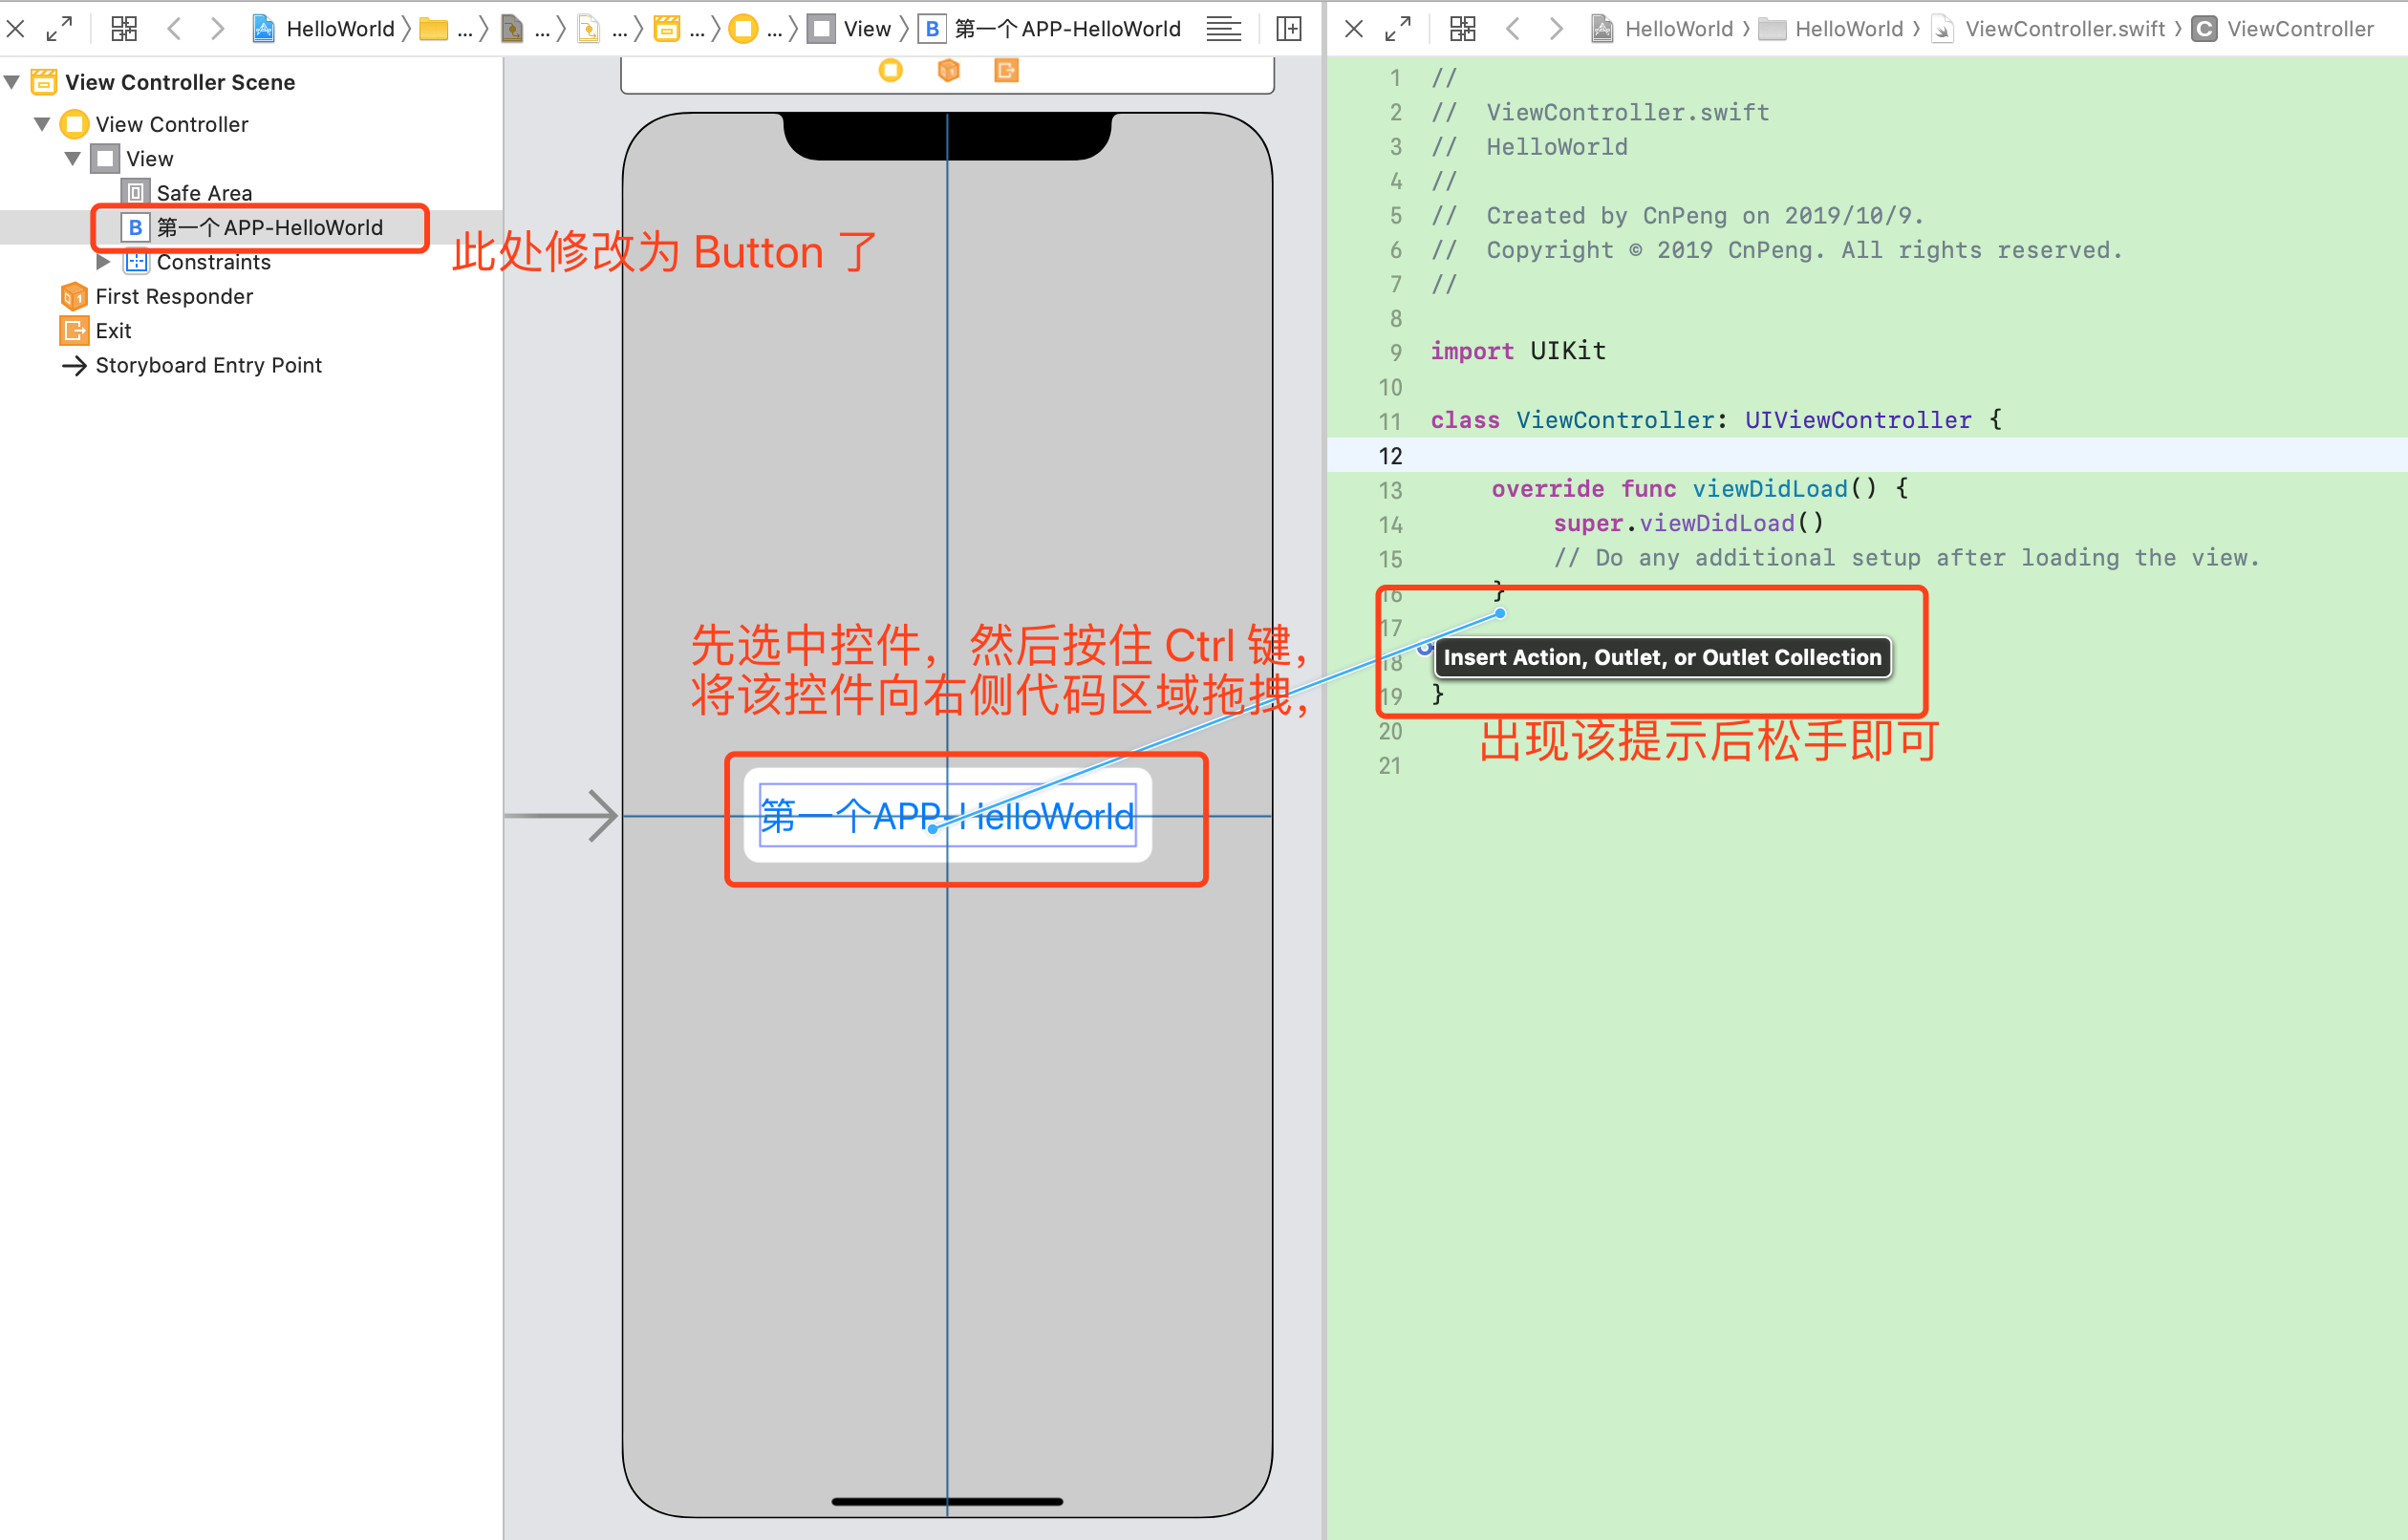 HelloWorld
...
...
...
...
...
View
B 第一个APP-HelloWorld
HelloWorld
HelloWorld
ViewController.swift
C ViewController
View Controller Scene
View Controller
View
Safe Area
B 第一个APP-HelloWorld
Constraints
First Responder
Exit
Storyboard Entry Point
此处修改为 Button 了
先选中控件，然后按住 Ctrl 键，
将该控件向右侧代码区域拖拽，
第一个APP-HelloWorld
1 //
2 //  ViewController.swift
3 //  HelloWorld
4 //
5 //  Created by CnPeng on 2019/10/9.
6 //  Copyright © 2019 CnPeng. All rights reserved.
7 //
8
9 import UIKit
10
11 class ViewController: UIViewController {
12
13     override func viewDidLoad() {
14         super.viewDidLoad()
15         // Do any additional setup after loading the view.
16     }
17
18
Insert Action, Outlet, or Outlet Collection
19 }
20
21
出现该提示后松手即可